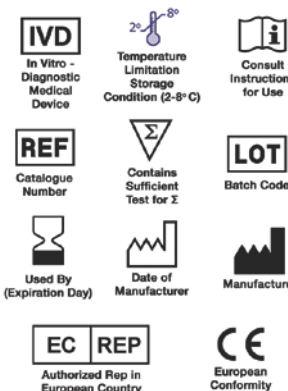 IVD
In Vitro -
Diagnostic
Medical
Device
2° 8°
Temperature
Limitation
Storage
Condition (2-8°C)
i
Consult
Instruction
for Use
REF
Catalogue
Number
Σ
Contains
Sufficient
Test for Σ
LOT
Batch Code
Used By
(Expiration Day)
Date of
Manufacturer
Manufacture
EC REP
Authorized Rep in
European Country
CE
European
Conformity